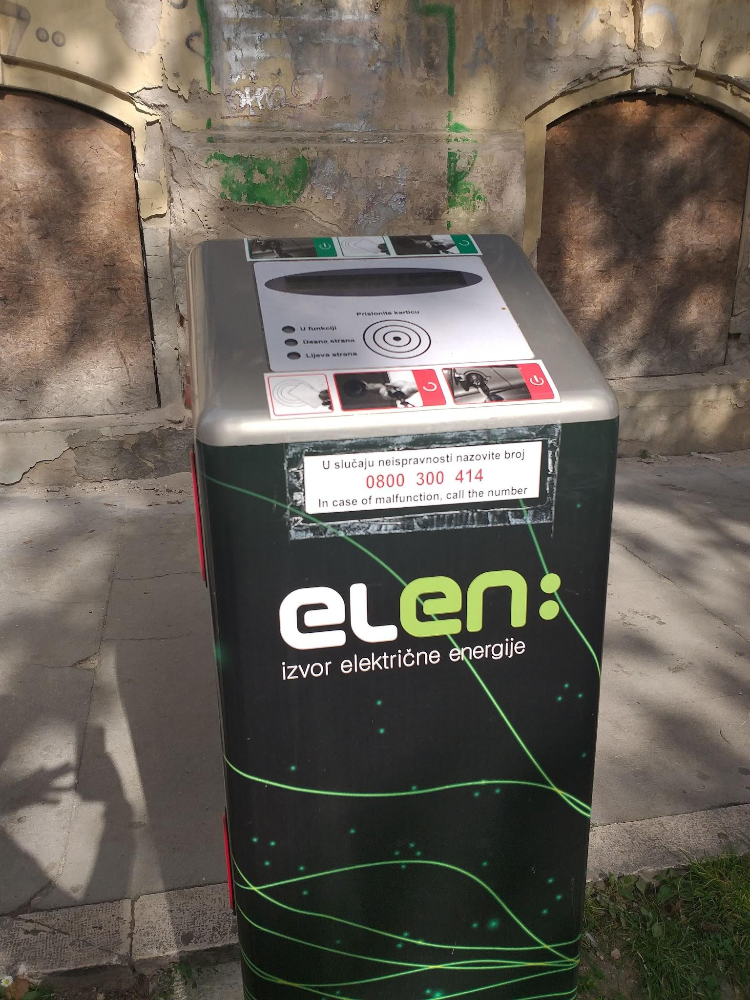 Prislonite karticu
U funkciji
Desna strana
Lijeva strana
U slučaju neispravnosti nazovite broj
0800 300 414
In case of malfunction, call the number
elen:
izvor električne energije